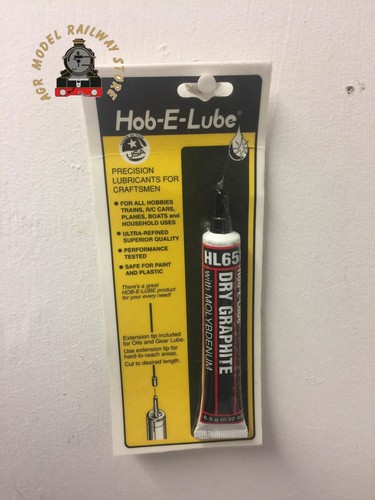 AGR MODEL RAILWAY STORE
Hob-E-Lube®
USA
PRECISION
LUBRICANTS FOR
CRAFTSMEN
• FOR ALL HOBBIES
TRAINS, R/C CARS,
PLANES, BOATS and
HOUSEHOLD USES
• ULTRA-REFINED
SUPERIOR QUALITY
• PERFORMANCE
TESTED
• SAFE FOR PAINT
AND PLASTIC
There's a great
HOB-E-LUBE product
for your every need!
Extension tip included
for Oils and Gear Lube.
Use extension tip for
hard-to-reach areas.
Cut to desired length.
HL65
DRY GRAPHITE
with MOLYBDENUM